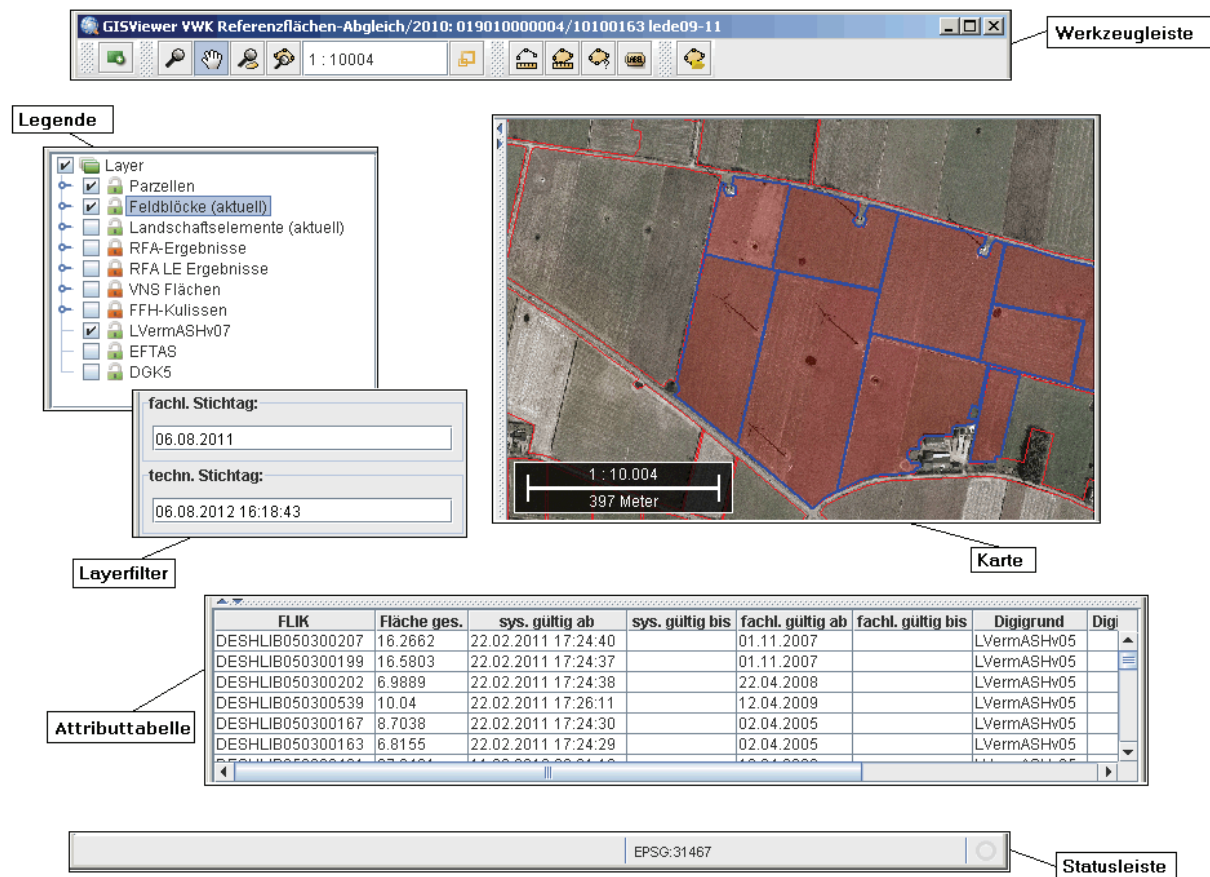 GISViewer VWK Referenzflächen-Abgleich/2010: 019010000004/10100163 lede09-11
Werkzeugleiste
1 : 10004
LABEL
Legende
Layer
Parzellen
Feldblöcke (aktuell)
Landschaftselemente (aktuell)
RFA-Ergebnisse
RFA LE Ergebnisse
VNS Flächen
FFH-Kulissen
LVermASHv07
EFTAS
DGK5
fachl. Stichtag:
06.08.2011
techn. Stichtag:
06.08.2012 16:18:43
Layerfilter
1 : 10.004
397 Meter
Karte
FLIK Fläche ges. sys. gültig ab sys. gültig bis fachl. gültig ab fachl. gültig bis Digigrund Digi
DESHLIB050300207 16.2662 22.02.2011 17:24:40 01.11.2007 LVermASHv05
DESHLIB050300199 16.5803 22.02.2011 17:24:37 01.11.2007 LVermASHv05
DESHLIB050300202 6.9889 22.02.2011 17:24:38 22.04.2008 LVermASHv05
DESHLIB050300539 10.04 22.02.2011 17:26:11 12.04.2009 LVermASHv05
DESHLIB050300167 8.7038 22.02.2011 17:24:30 02.04.2005 LVermASHv05
DESHLIB050300163 6.8155 22.02.2011 17:24:29 02.04.2005 LVermASHv05
Attributtabelle
EPSG:31467
Statusleiste